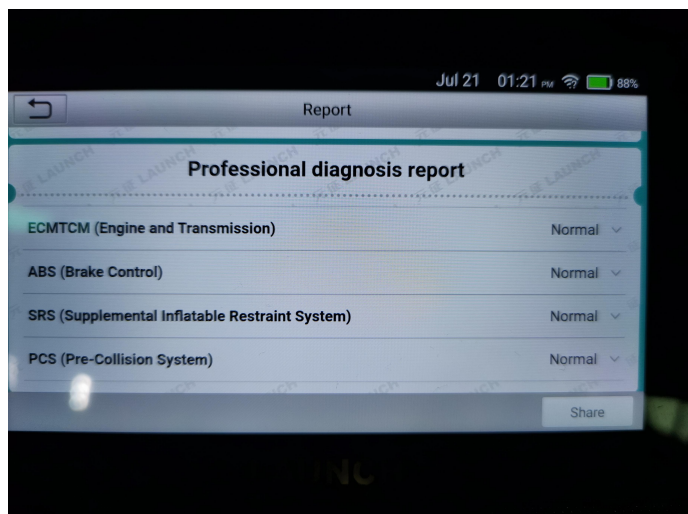 Jul 21 01:21 PM 88%
Report
Professional diagnosis report
ECMTCM (Engine and Transmission) Normal
ABS (Brake Control) Normal
SRS (Supplemental Inflatable Restraint System) Normal
PCS (Pre-Collision System) Normal
Share
LAUNCH